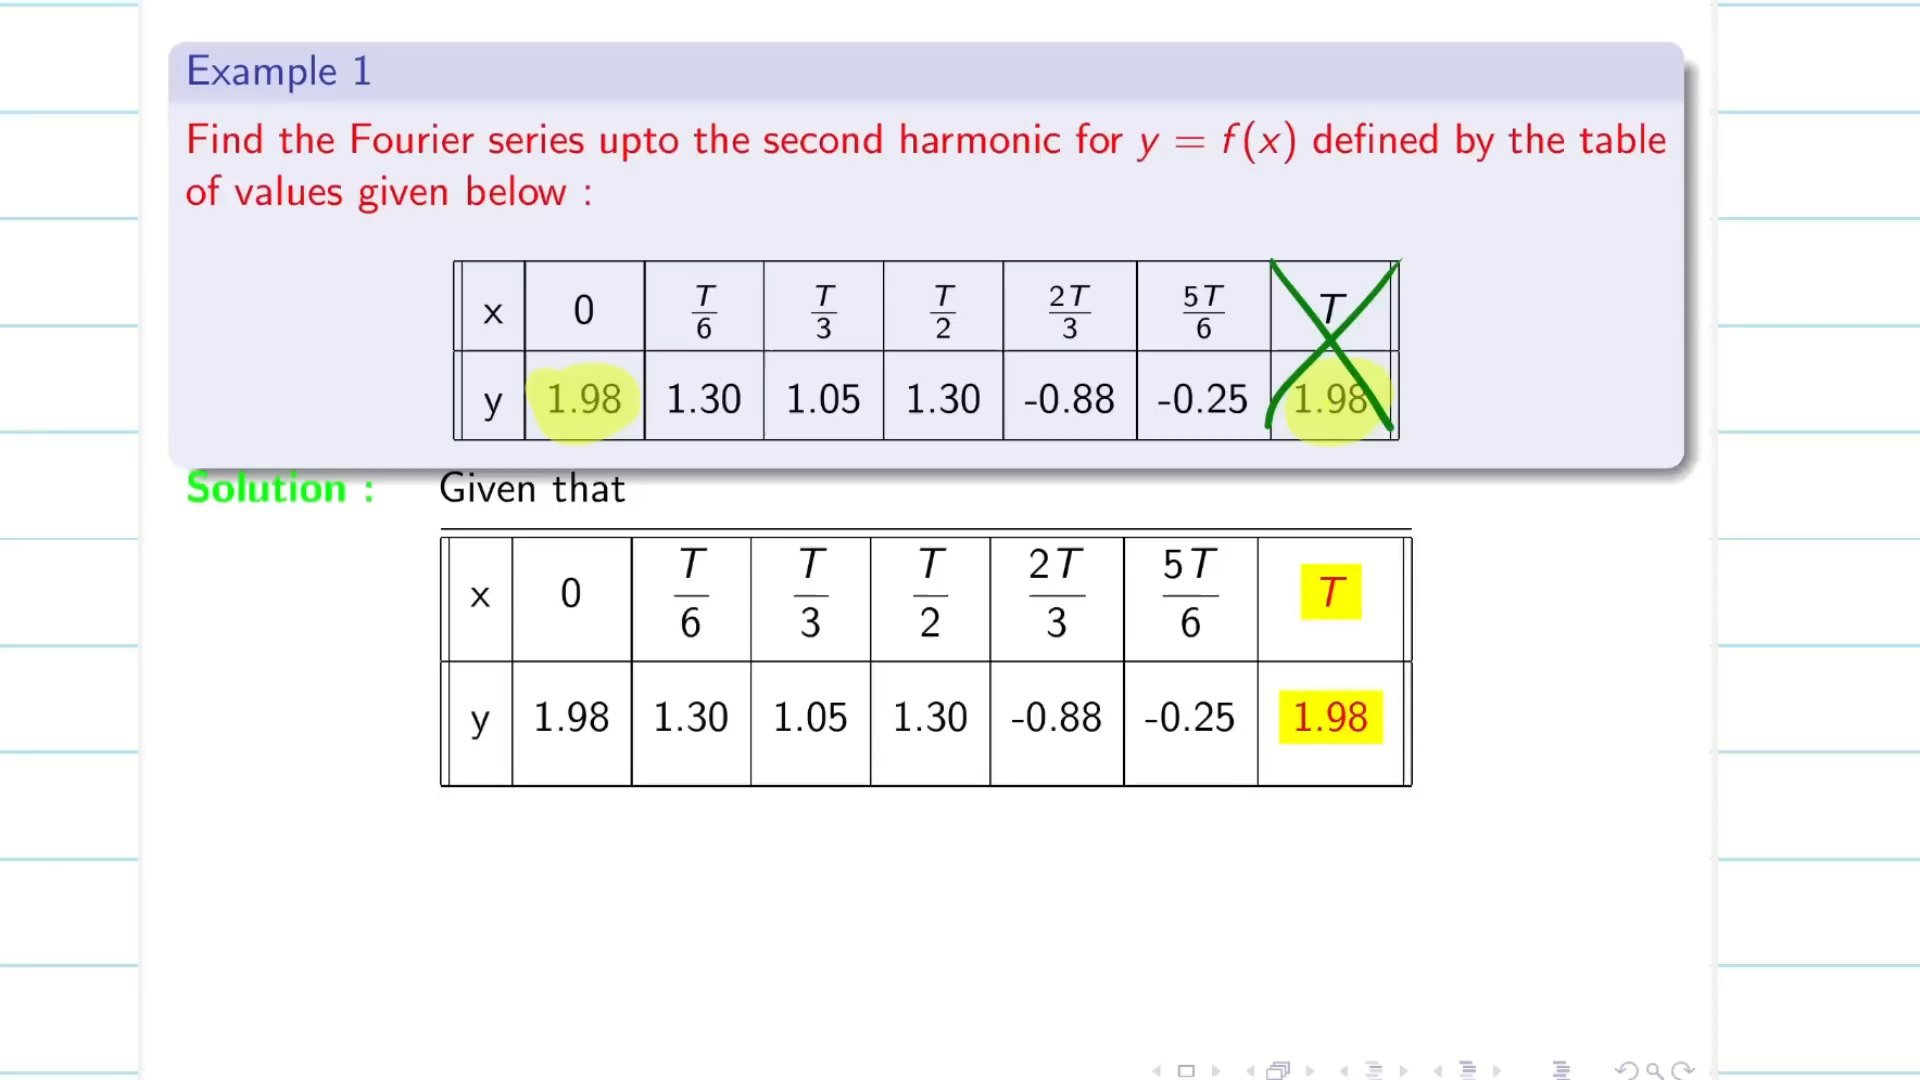 Example 1
Find the Fourier series upto the second harmonic for y = f(x) defined by the table
of values given below :
x 0 T/6 T/3 T/2 2T/3 5T/6 T
y 1.98 1.30 1.05 1.30 -0.88 -0.25 1.98
Solution : Given that
x 0 T/6 T/3 T/2 2T/3 5T/6 T
y 1.98 1.30 1.05 1.30 -0.88 -0.25 1.98